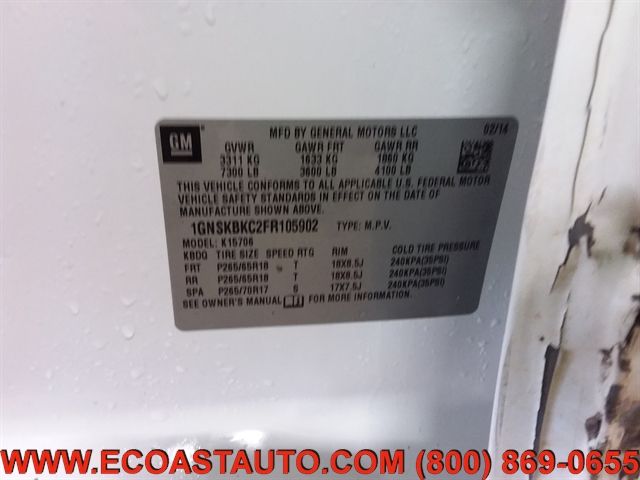 GM
MFD BY GENERAL MOTORS LLC 02/14
GVWR GAWR FRT GAWR RR
3311 KG 1633 KG 1860 KG
7300 LB 3600 LB 4100 LB
THIS VEHICLE CONFORMS TO ALL APPLICABLE U.S. FEDERAL MOTOR
VEHICLE SAFETY STANDARDS IN EFFECT ON THE DATE OF
MANUFACTURE SHOWN ABOVE.
1GNSKBKC2FR105902 TYPE: M.P.V.
MODEL: K15706
KBDQ TIRE SIZE SPEED RTG RIM COLD TIRE PRESSURE
FRT P265/65R18 T 18X8.5J 240KPA(35PSI)
RR P265/65R18 T 18X8.5J 240KPA(35PSI)
SPA P265/70R17 S 17X7.5J 240KPA(35PSI)
SEE OWNER'S MANUAL FOR MORE INFORMATION.
WWW.ECOASTAUTO.COM (800) 869-0655